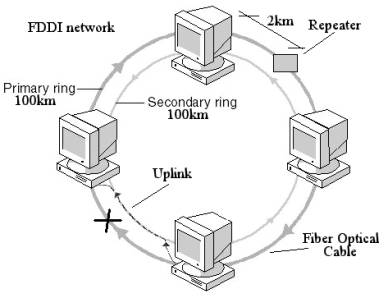 FDDI network
2km
Repeater
Primary ring
100km
Secondary ring
100km
Uplink
Fiber Optical
Cable